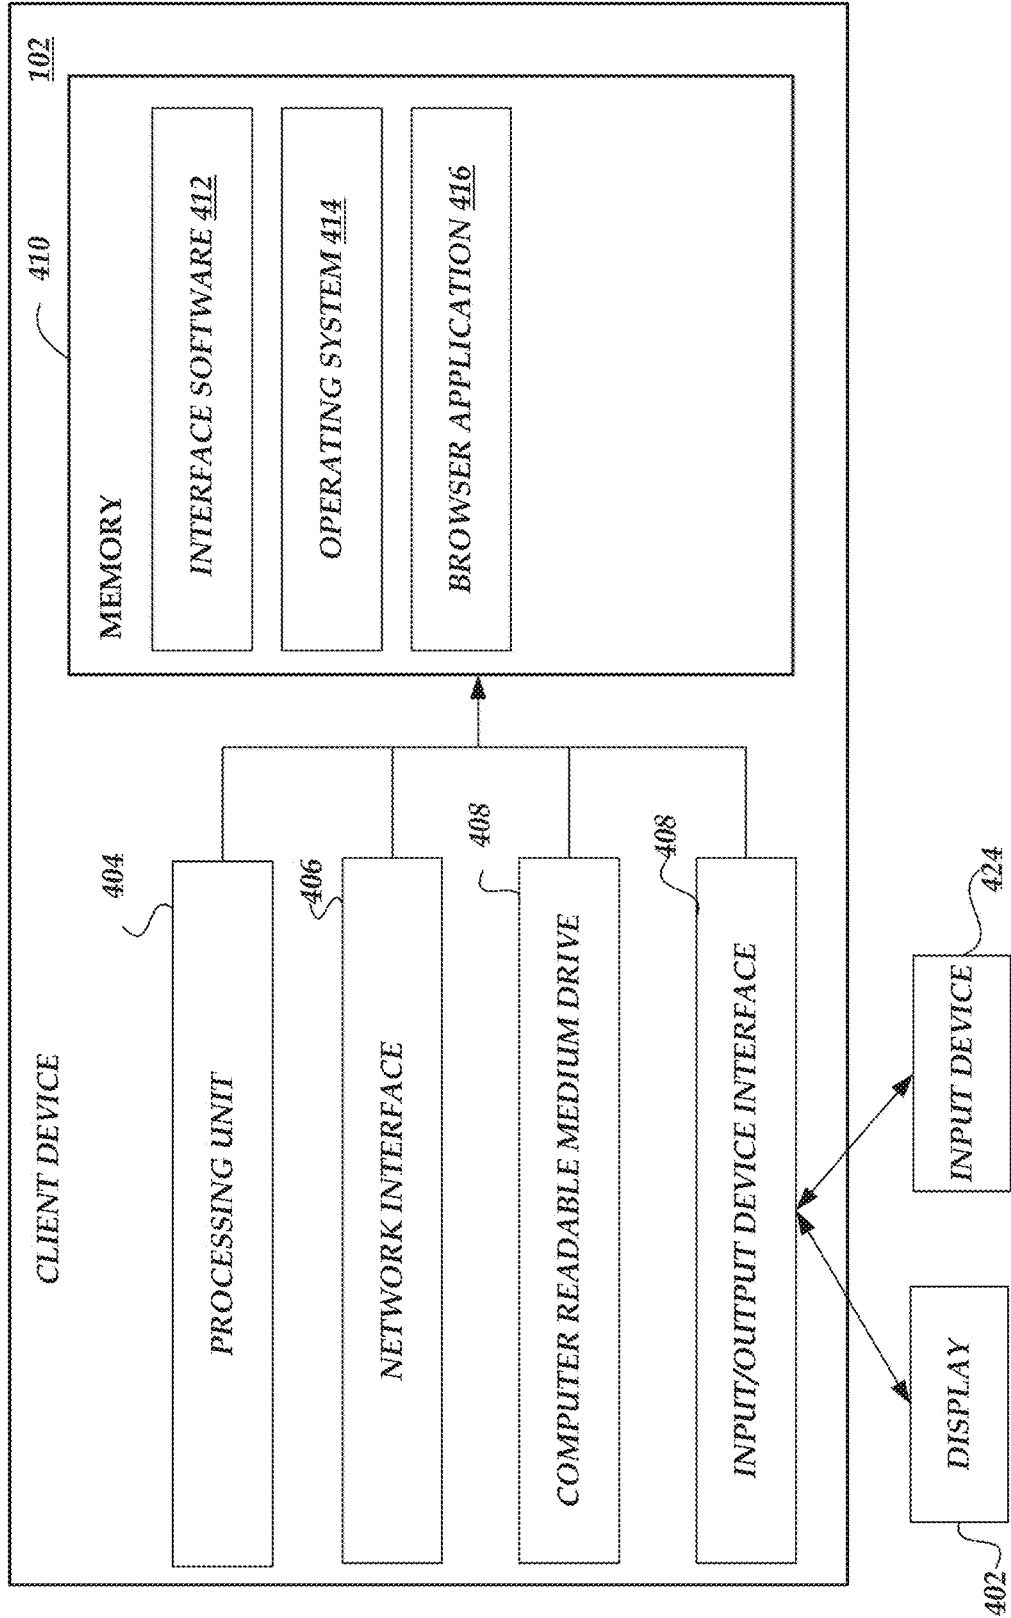 CLIENT DEVICE
102
410
MEMORY
INTERFACE SOFTWARE 412
OPERATING SYSTEM 414
BROWSER APPLICATION 416
404
PROCESSING UNIT
406
NETWORK INTERFACE
408
COMPUTER READABLE MEDIUM DRIVE
408
INPUT/OUTPUT DEVICE INTERFACE
402
DISPLAY
424
INPUT DEVICE